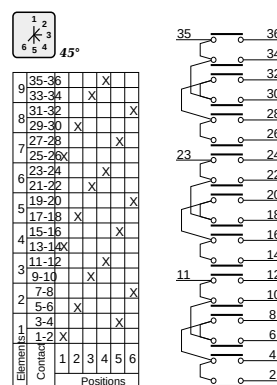 1
2
3
4
5
6
45°
9 35-36 X
33-34 X
8 31-32 X
29-30 X
7 27-28 X
25-26 X
6 23-24 X
21-22 X
5 19-20 X
17-18 X
4 15-16 X
13-14 X
3 11-12 X
9-10 X
2 7-8 X
5-6 X
1 3-4 X
1-2 X
Elements Contact 1 2 3 4 5 6
Positions
35 36
34
32
30
28
26
23 24
22
20
18
16
14
11 12
10
8
6
4
2